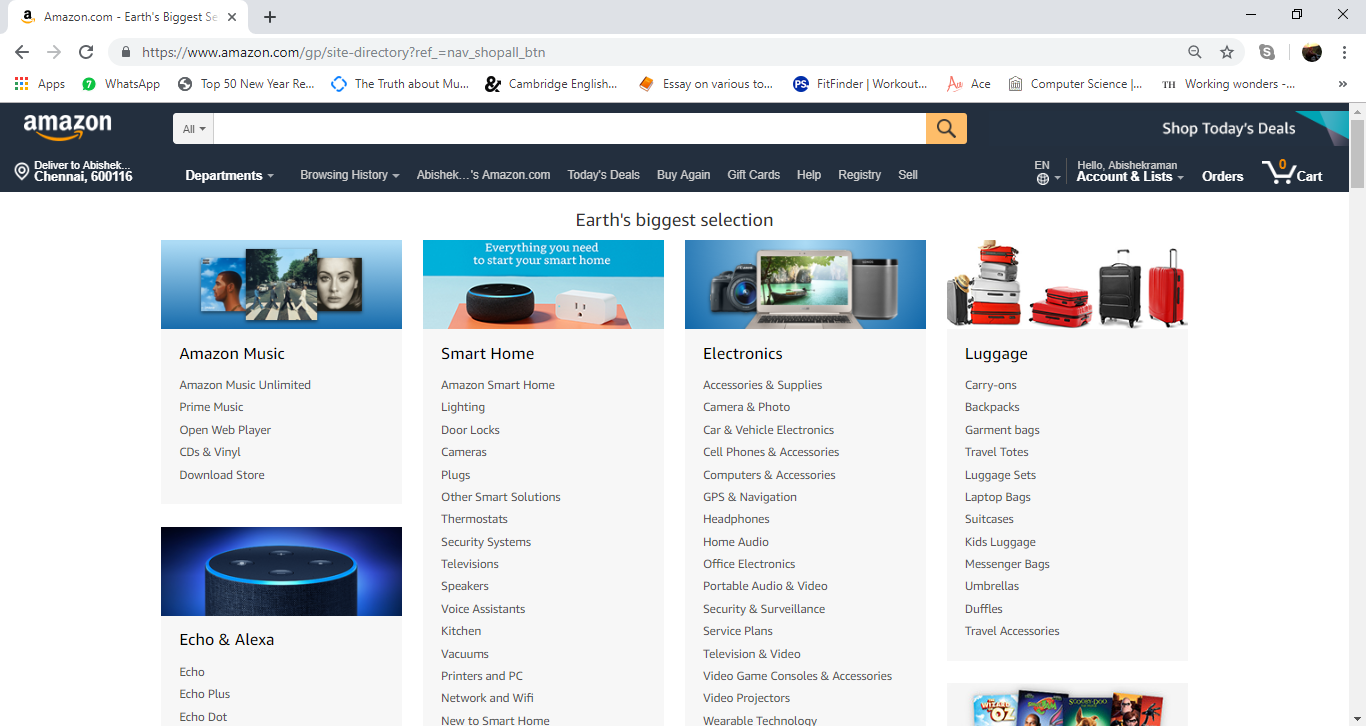 Amazon.com - Earth's Biggest Se
https://www.amazon.com/gp/site-directory?ref_=nav_shopall_btn
Apps WhatsApp Top 50 New Year Re... The Truth about Mu... Cambridge English... Essay on various to... FitFinder | Workout... Ace Computer Science |... TH Working wonders -...
amazon All Shop Today's Deals
Deliver to Abishek...
Chennai, 600116
Departments Browsing History Abishek...'s Amazon.com Today's Deals Buy Again Gift Cards Help Registry Sell
EN
Hello, Abishekraman
Account & Lists Orders 0 Cart
Earth's biggest selection
Amazon Music
Amazon Music Unlimited
Prime Music
Open Web Player
CDs & Vinyl
Download Store
Echo & Alexa
Echo
Echo Plus
Echo Dot
Everything you need
to start your smart home
Smart Home
Amazon Smart Home
Lighting
Door Locks
Cameras
Plugs
Other Smart Solutions
Thermostats
Security Systems
Televisions
Speakers
Voice Assistants
Kitchen
Vacuums
Printers and PC
Network and Wifi
New to Smart Home
Electronics
Accessories & Supplies
Camera & Photo
Car & Vehicle Electronics
Cell Phones & Accessories
Computers & Accessories
GPS & Navigation
Headphones
Home Audio
Office Electronics
Portable Audio & Video
Security & Surveillance
Service Plans
Television & Video
Video Game Consoles & Accessories
Video Projectors
Wearable Technology
Luggage
Carry-ons
Backpacks
Garment bags
Travel Totes
Luggage Sets
Laptop Bags
Suitcases
Kids Luggage
Messenger Bags
Umbrellas
Duffles
Travel Accessories